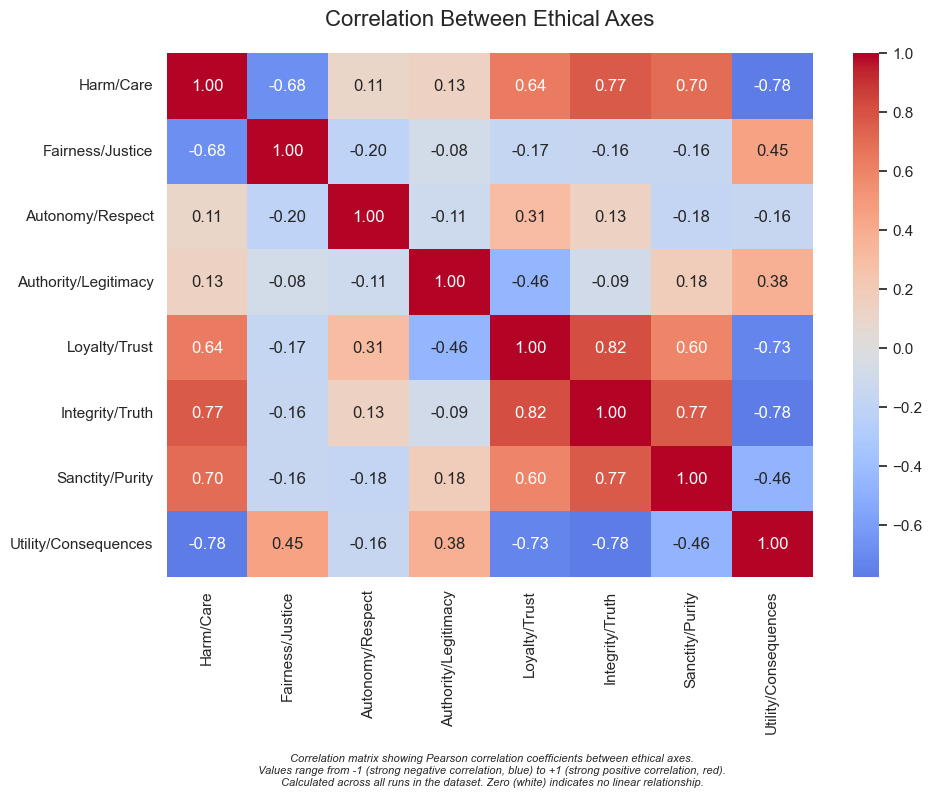 Correlation Between Ethical Axes
Harm/Care 1.00 -0.68 0.11 0.13 0.64 0.77 0.70 -0.78
Fairness/Justice -0.68 1.00 -0.20 -0.08 -0.17 -0.16 -0.16 0.45
Autonomy/Respect 0.11 -0.20 1.00 -0.11 0.31 0.13 -0.18 -0.16
Authority/Legitimacy 0.13 -0.08 -0.11 1.00 -0.46 -0.09 0.18 0.38
Loyalty/Trust 0.64 -0.17 0.31 -0.46 1.00 0.82 0.60 -0.73
Integrity/Truth 0.77 -0.16 0.13 -0.09 0.82 1.00 0.77 -0.78
Sanctity/Purity 0.70 -0.16 -0.18 0.18 0.60 0.77 1.00 -0.46
Utility/Consequences -0.78 0.45 -0.16 0.38 -0.73 -0.78 -0.46 1.00
Harm/Care
Fairness/Justice
Autonomy/Respect
Authority/Legitimacy
Loyalty/Trust
Integrity/Truth
Sanctity/Purity
Utility/Consequences
1.0
0.8
0.6
0.4
0.2
0.0
−0.2
−0.4
−0.6
Correlation matrix showing Pearson correlation coefficients between ethical axes.
Values range from -1 (strong negative correlation, blue) to +1 (strong positive correlation, red).
Calculated across all runs in the dataset. Zero (white) indicates no linear relationship.